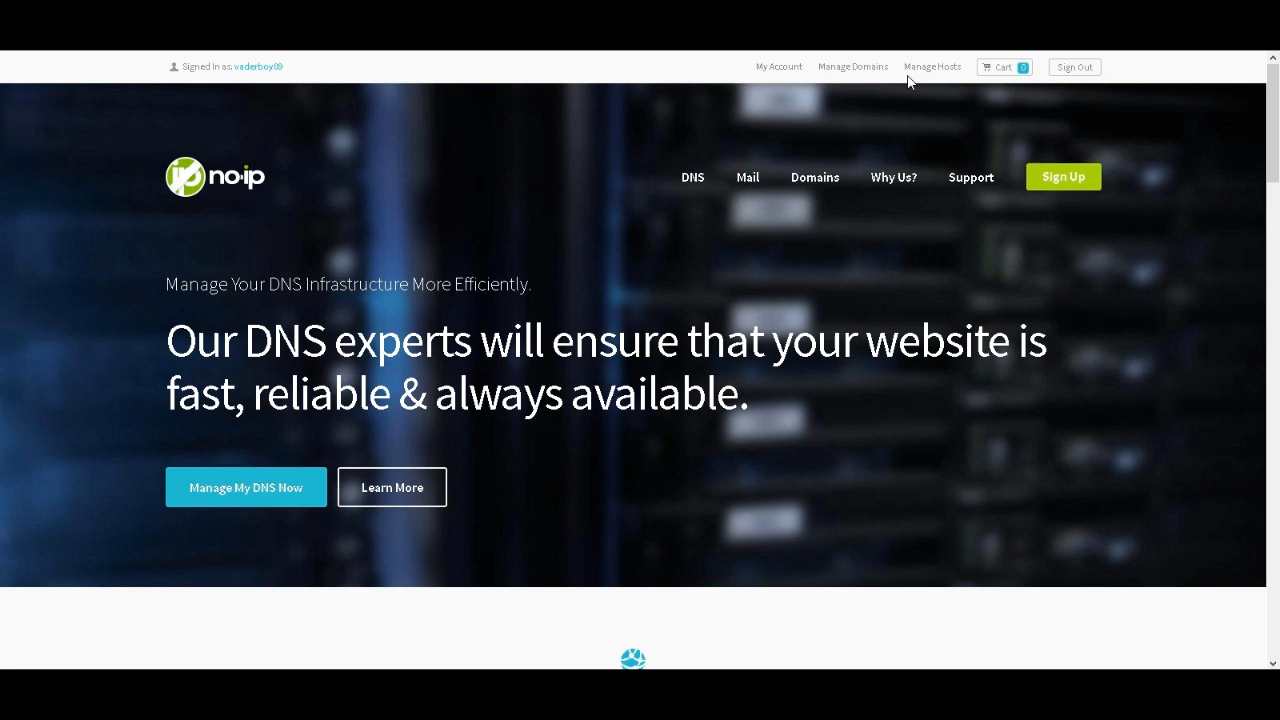 Signed In as: vaderboy09
My Account
Manage Domains
Manage Hosts
Cart 0
Sign Out
no-ip
DNS
Mail
Domains
Why Us?
Support
Sign Up
Manage Your DNS Infrastructure More Efficiently.
Our DNS experts will ensure that your website is
fast, reliable & always available.
Manage My DNS Now
Learn More